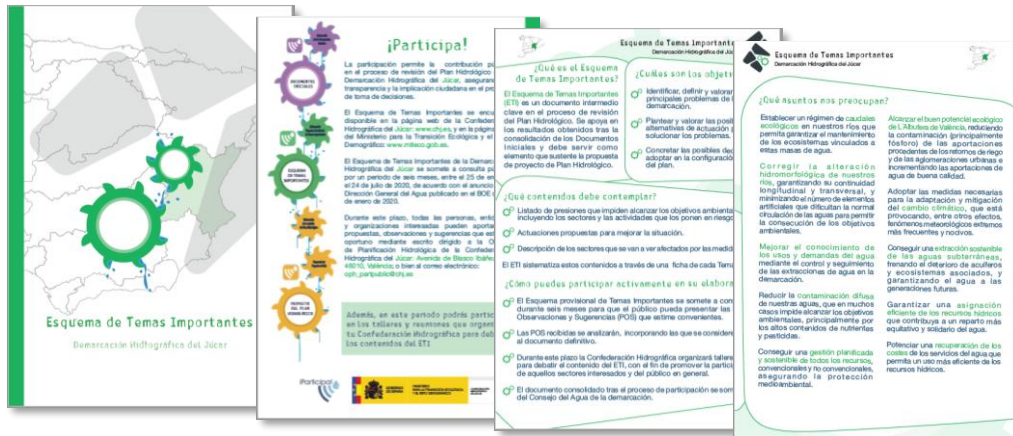 Esquema de Temas Importantes
Demarcación Hidrográfica del Júcar
DOCUMENTOS
INICIALES
ESQUEMA
DE TEMAS
IMPORTANTES
PROYECTO
DEL PLAN
HIDROLÓGICO
¡Participa!
La participación permite la contribución
en el proceso de revisión del Plan Hidrológico
Demarcación Hidrográfica del Júcar, asegurando
transparencia y la implicación ciudadana en el
de toma de decisiones.
El Esquema de Temas Importantes se
disponible en la página web de la
Hidrográfica del Júcar: www.chj.es, y en la página
del Ministerio para la Transición Ecológica y el
Demográfico: www.miteco.gob.es.
El Esquema de Temas Importantes de la
Hidrográfica del Júcar se somete a consulta
por un periodo de seis meses, entre el 25 de
el 24 de julio de 2020, de acuerdo con el anuncio
Dirección General del Agua publicado en el BOE
de enero de 2020.
Durante este plazo, todas las personas,
y organizaciones interesadas pueden
propuestas, observaciones y sugerencias que
oportuno mediante escrito dirigido a la
de Planificación Hidrológica de la
Hidrográfica del Júcar: Avenida de Blasco Ibáñez
46010, València; o bien al correo electrónico:
oph_partpublic@chj.es
Además, en este periodo podrás
en los talleres y reuniones que
tu Confederación Hidrográfica para
los contenidos del ETI
¡Participa!
GOBIERNO
DE ESPAÑA
MINISTERIO
PARA LA TRANSICIÓN ECOLÓGICA
Y EL RETO DEMOGRÁFICO
Esquema de Temas
Demarcación Hidrográfica del
¿Qué es el Esquema
de Temas Importantes?
El Esquema de Temas Importantes
(ETI) es un documento intermedio
clave en el proceso de revisión
del Plan Hidrológico. Se apoya en
los resultados obtenidos tras la
consolidación de los Documentos
Iniciales y debe servir como
elemento que sustente la propuesta
de proyecto de Plan Hidrológico.
¿Cuáles son los
Identificar, definir y valorar
principales problemas de
demarcación.
Plantear y valorar las
alternativas de actuación
solucionar los problemas.
Concretar las posibles
adoptar en la configuración
del plan.
¿Qué contenidos debe contemplar?
Listado de presiones que impiden alcanzar los objetivos
incluyendo los sectores y las actividades que los ponen en
Actuaciones propuestas para mejorar la situación.
Descripción de los sectores que se van a ver afectados por las
El ETI sistematiza estos contenidos a través de una ficha de cada
¿Cómo puedes participar activamente en su
El Esquema provisional de Temas Importantes se somete a
durante seis meses para que el público pueda presentar las
Observaciones y Sugerencias (POS) que estime convenientes.
Las POS recibidas se analizarán, incorporando las que se
al documento definitivo.
Durante este plazo la Confederación Hidrográfica organizará
para debatir el contenido del ETI, con el fin de promover la
de aquellos sectores interesados y del público en general.
El documento consolidado tras el proceso de participación se
del Consejo del Agua de la demarcación.
Esquema de Temas Importantes
Demarcación Hidrográfica del Júcar
¿Qué asuntos nos preocupan?
Establecer un régimen de caudales
ecológicos en nuestros ríos que
permita garantizar el mantenimiento
de los ecosistemas vinculados a
estas masas de agua.
Corregir la alteración
hidromorfológica de nuestros
ríos, garantizando su continuidad
longitudinal y transversal, y
minimizando el número de elementos
artificiales que dificultan la normal
circulación de las aguas para permitir
la consecución de los objetivos
ambientales.
Mejorar el conocimiento de
los usos y demandas del agua
mediante el control y seguimiento
de las extracciones de agua en la
demarcación.
Reducir la contaminación difusa
de nuestras aguas, que en muchos
casos impide alcanzar los objetivos
ambientales, principalmente por
los altos contenidos de nutrientes
y pesticidas.
Conseguir una gestión planificada
y sostenible de todos los recursos,
convencionales y no convencionales,
asegurando la protección
medioambiental.
Alcanzar el buen potencial ecológico
de L'Albufera de València, reduciendo
la contaminación (principalmente
fósforo) de las aportaciones
procedentes de los retornos de riego
y de las aglomeraciones urbanas e
incrementando las aportaciones de
agua de buena calidad.
Adoptar las medidas necesarias
para la adaptación y mitigación
del cambio climático, que está
provocando, entre otros efectos,
fenómenos meteorológicos extremos
más frecuentes y nocivos.
Conseguir una extracción sostenible
de las aguas subterráneas,
frenando el deterioro de acuíferos
y ecosistemas asociados, y
garantizando el agua a las
generaciones futuras.
Garantizar una asignación
eficiente de los recursos hídricos
que contribuya a un reparto más
equitativo y solidario del agua.
Potenciar una recuperación de los
costes de los servicios del agua que
permita un uso más eficiente de los
recursos hídricos.